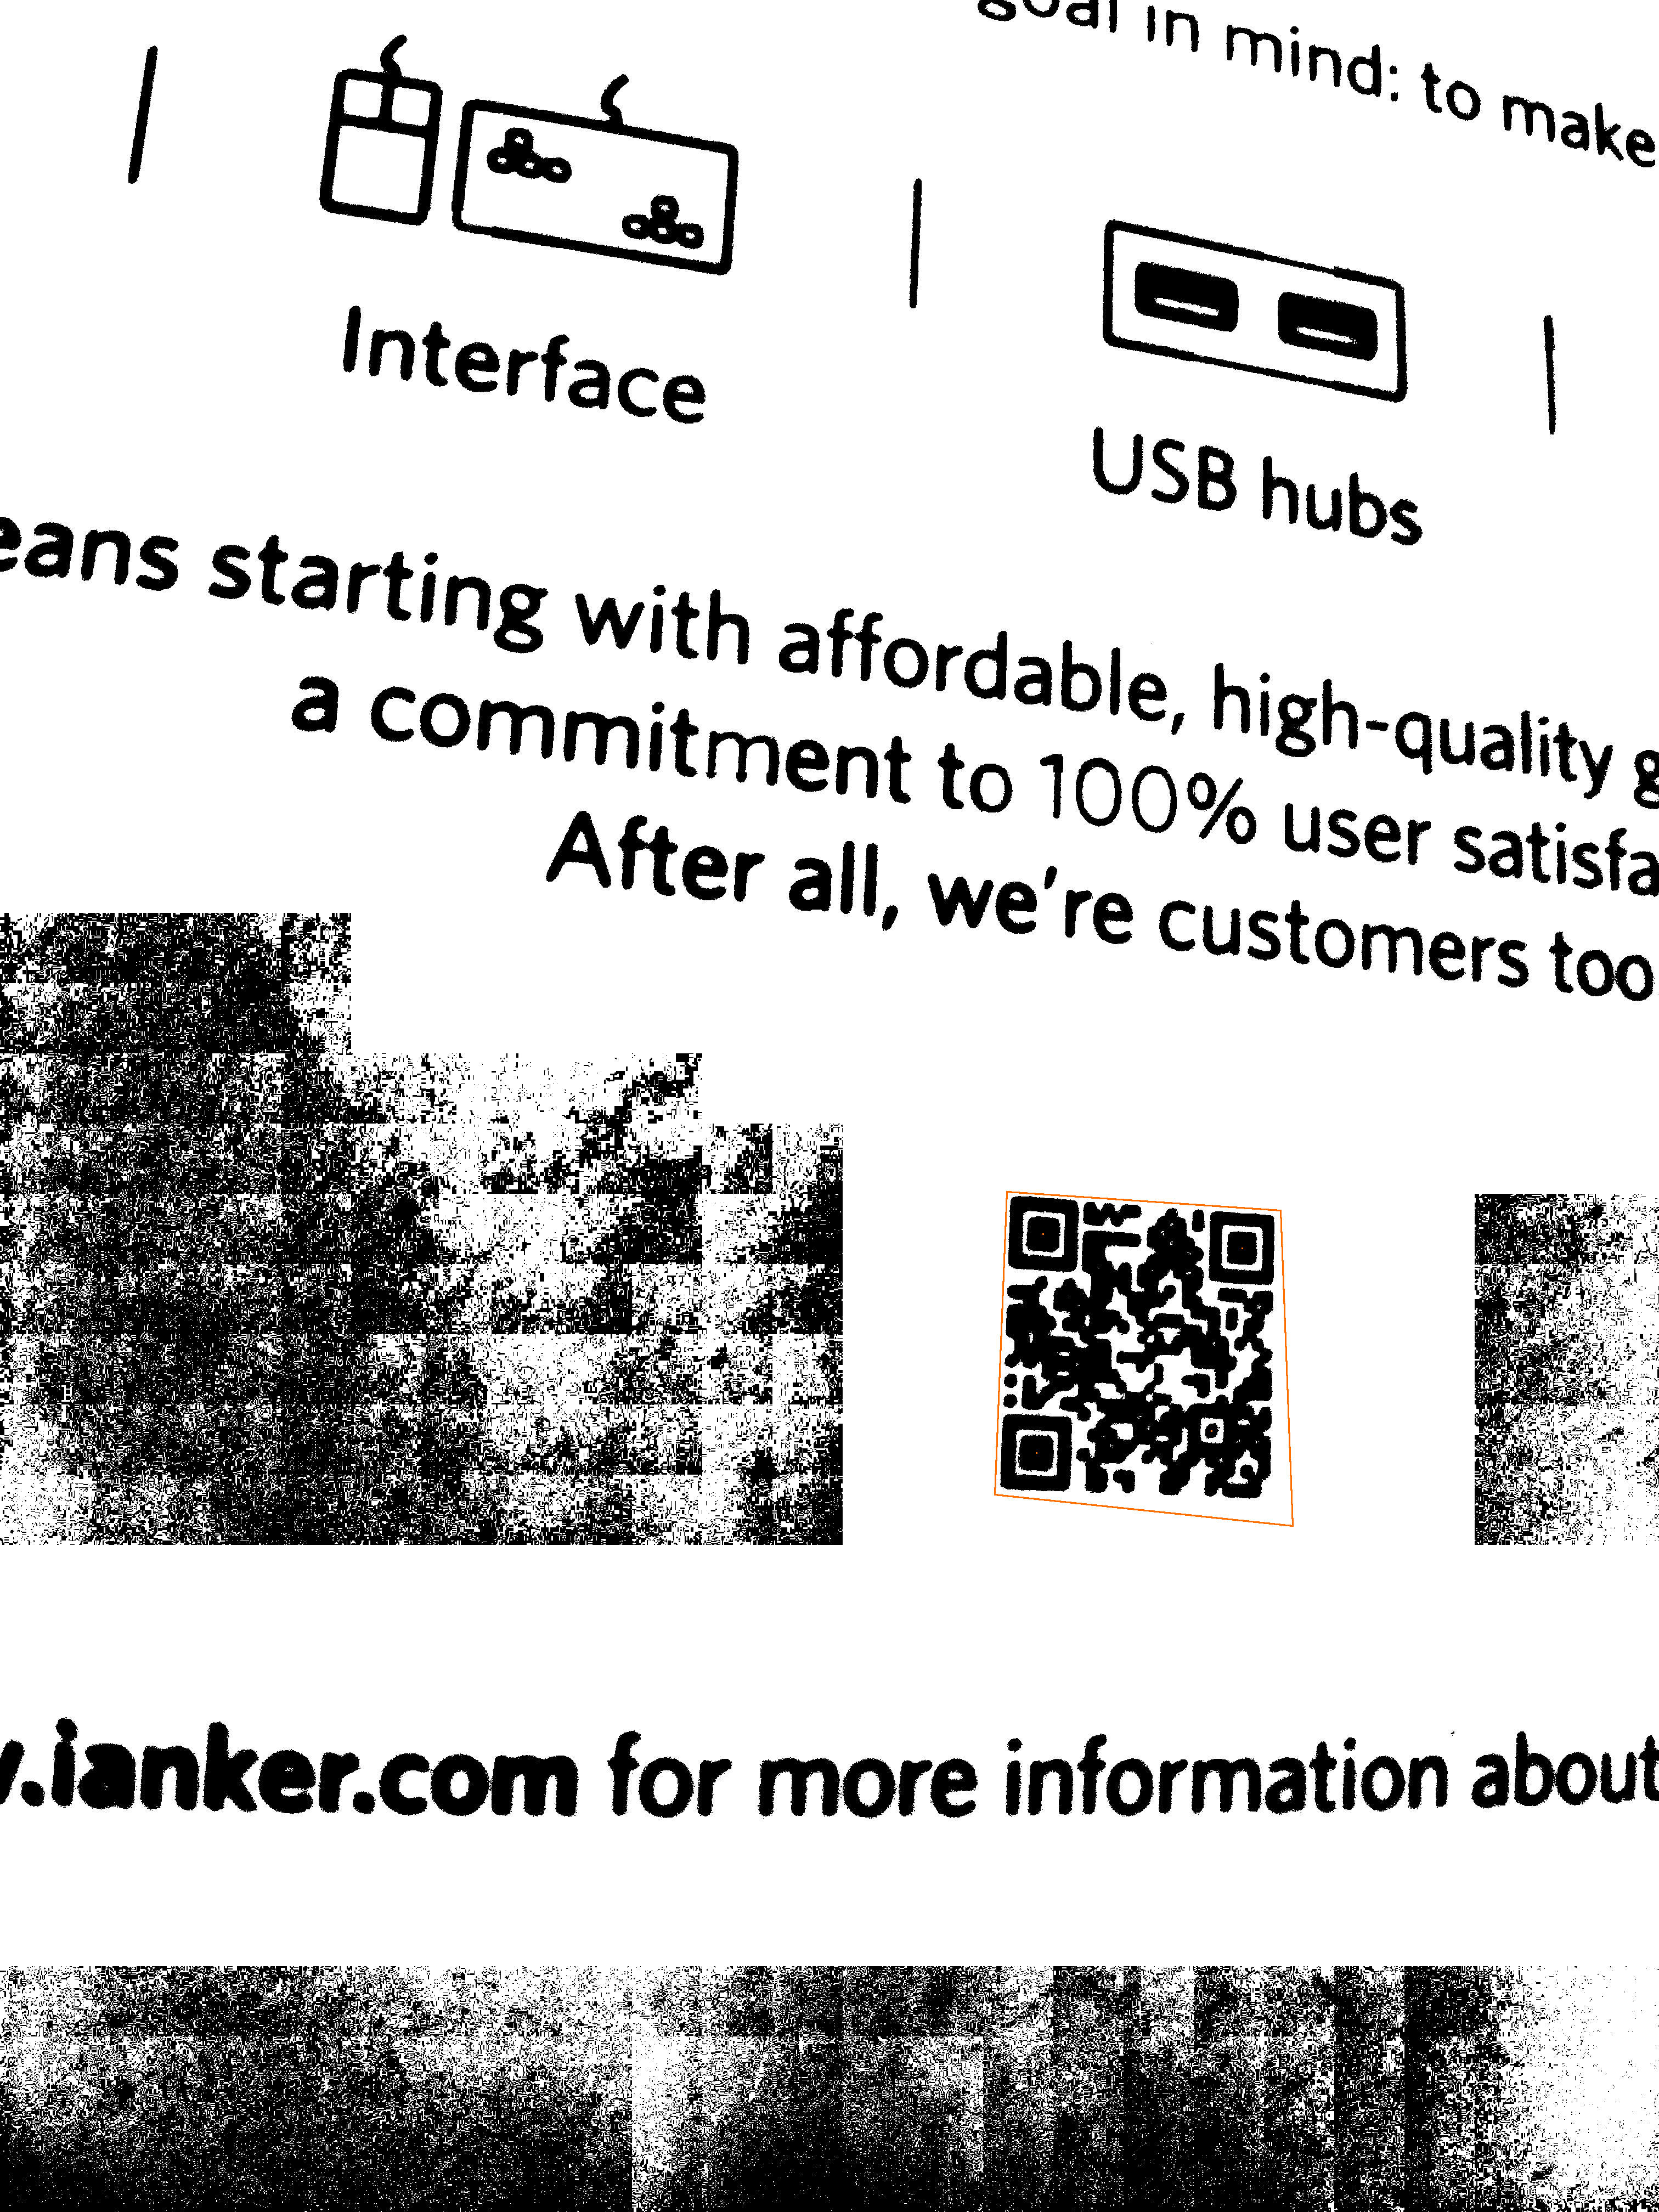 goal in mind: to make
Interface
USB hubs
eans starting with affordable, high-quality g
a commitment to 100% user satisfa
After all, we're customers too.
.ianker.com for more information about